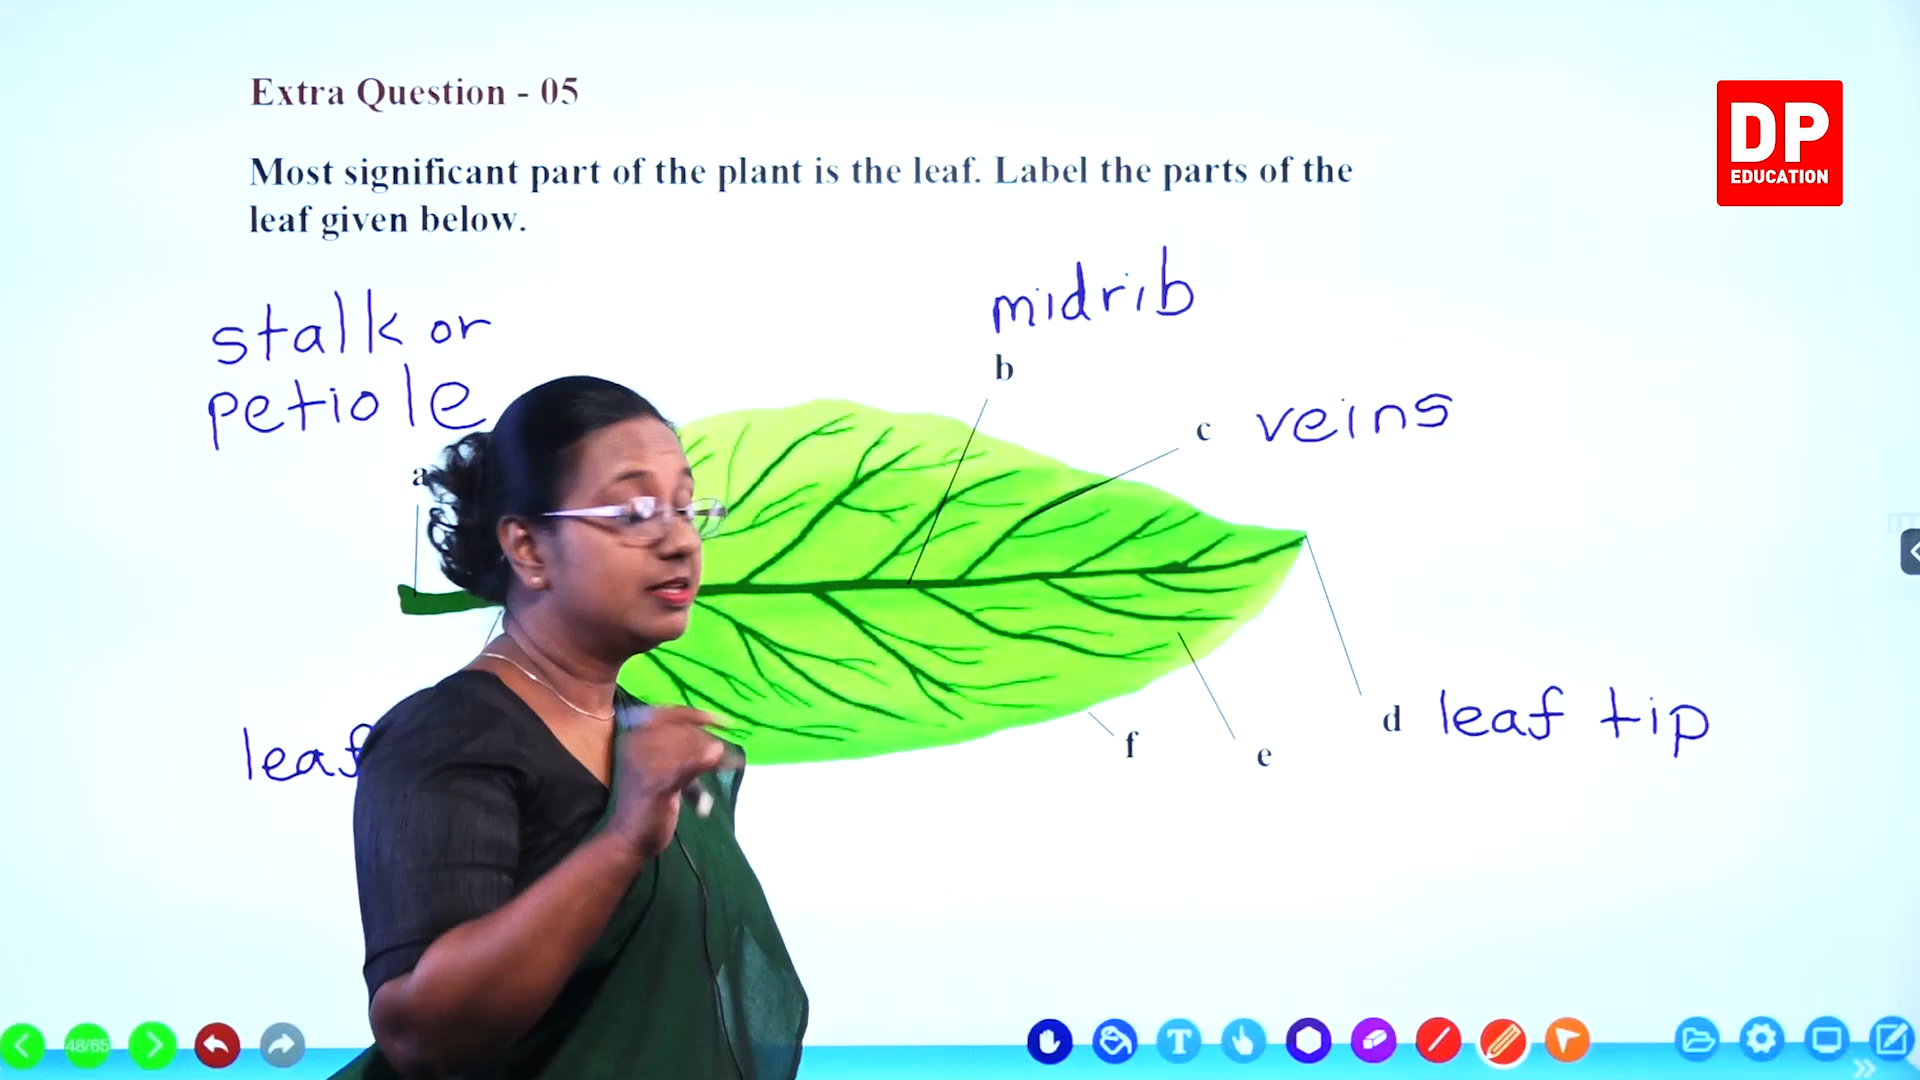 Extra Question - 05
DP
EDUCATION
Most significant part of the plant is the leaf. Label the parts of the
leaf given below.
stalk or
petiole
a
midrib
b
c veins
d leaf tip
leaf
f
e
48/65
T